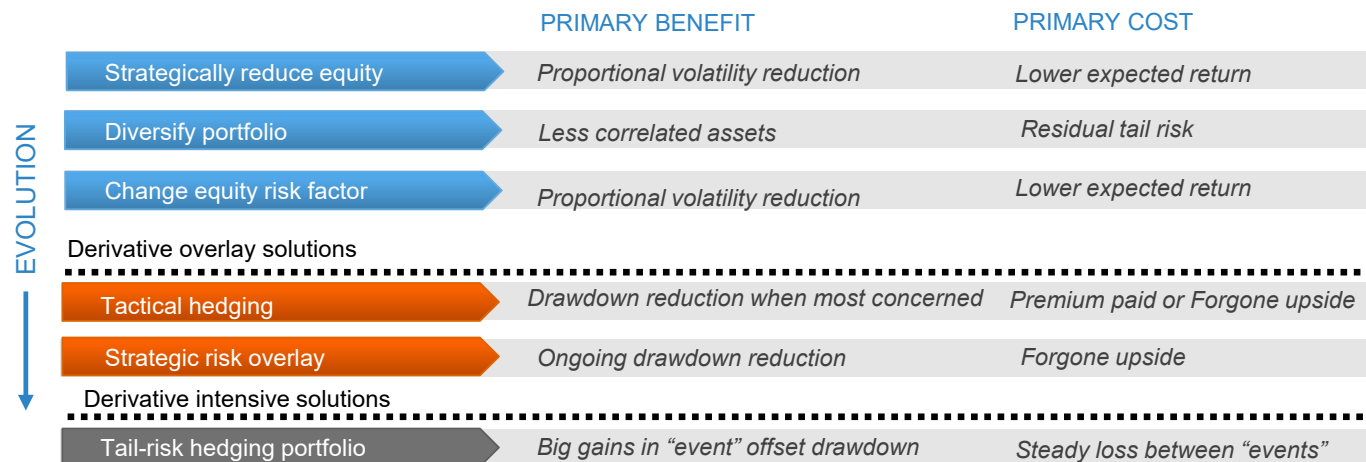 PRIMARY BENEFIT PRIMARY COST
Strategically reduce equity Proportional volatility reduction Lower expected return
Diversify portfolio Less correlated assets Residual tail risk
Change equity risk factor Proportional volatility reduction Lower expected return
EVOLUTION
Derivative overlay solutions
Tactical hedging Drawdown reduction when most concerned Premium paid or Forgone upside
Strategic risk overlay Ongoing drawdown reduction Forgone upside
Derivative intensive solutions
Tail-risk hedging portfolio Big gains in “event” offset drawdown Steady loss between “events”